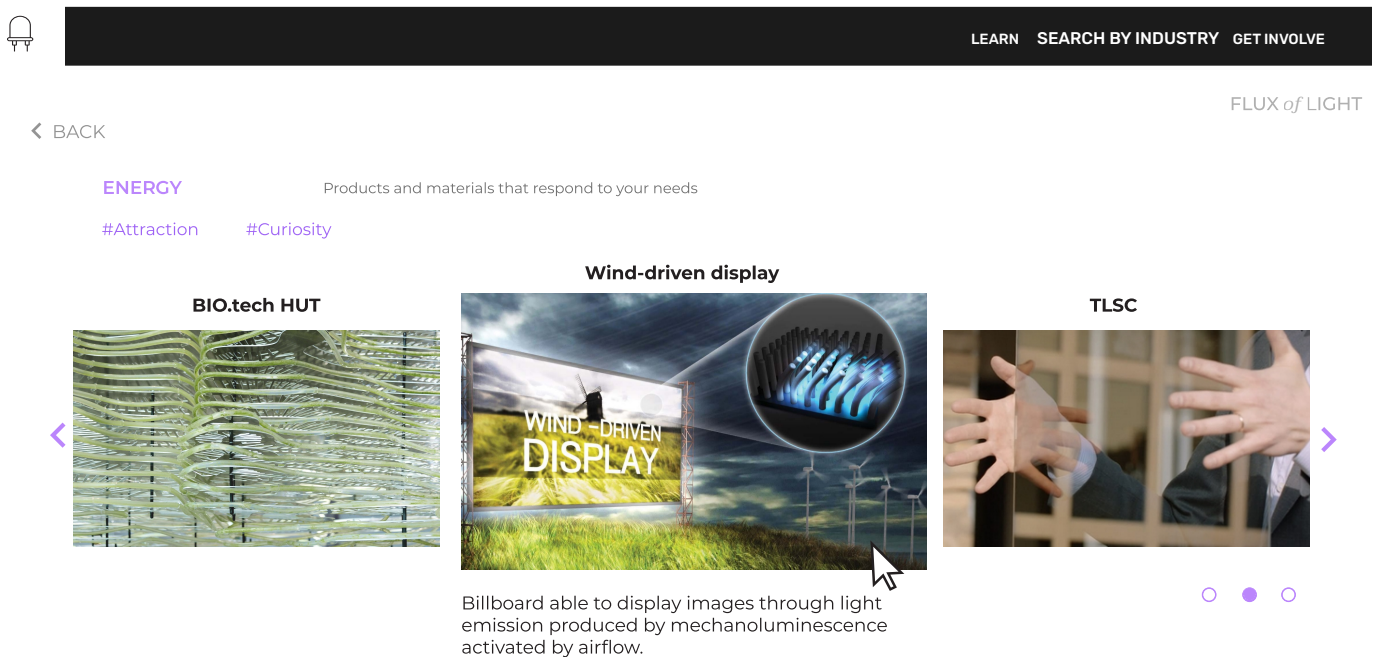 LEARN SEARCH BY INDUSTRY GET INVOLVE
FLUX of LIGHT
BACK
ENERGY Products and materials that respond to your needs
#Attraction #Curiosity
Wind-driven display
BIO.tech HUT
TLSC
WIND -DRIVEN
DISPLAY
Billboard able to display images through light
emission produced by mechanoluminescence
activated by airflow.